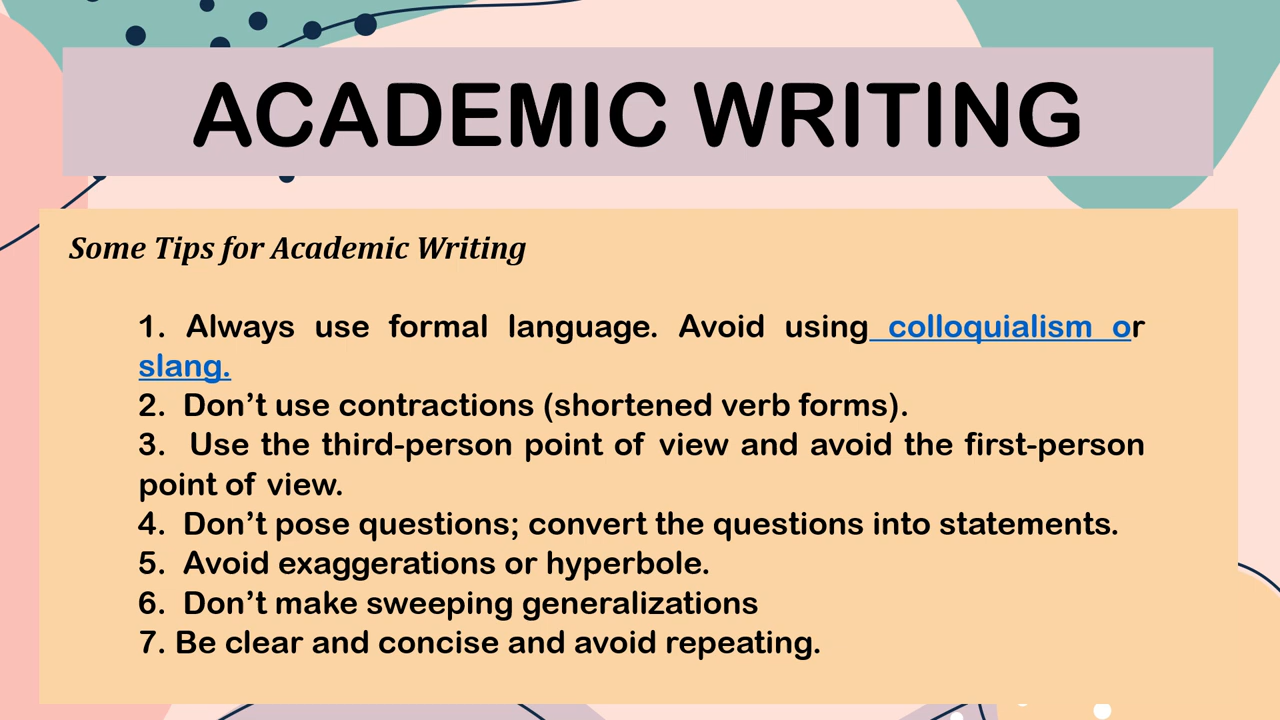 ACADEMIC WRITING
Some Tips for Academic Writing
1. Always use formal language. Avoid using colloquialism or
slang.
2. Don’t use contractions (shortened verb forms).
3. Use the third-person point of view and avoid the first-person
point of view.
4. Don’t pose questions; convert the questions into statements.
5. Avoid exaggerations or hyperbole.
6. Don’t make sweeping generalizations
7. Be clear and concise and avoid repeating.